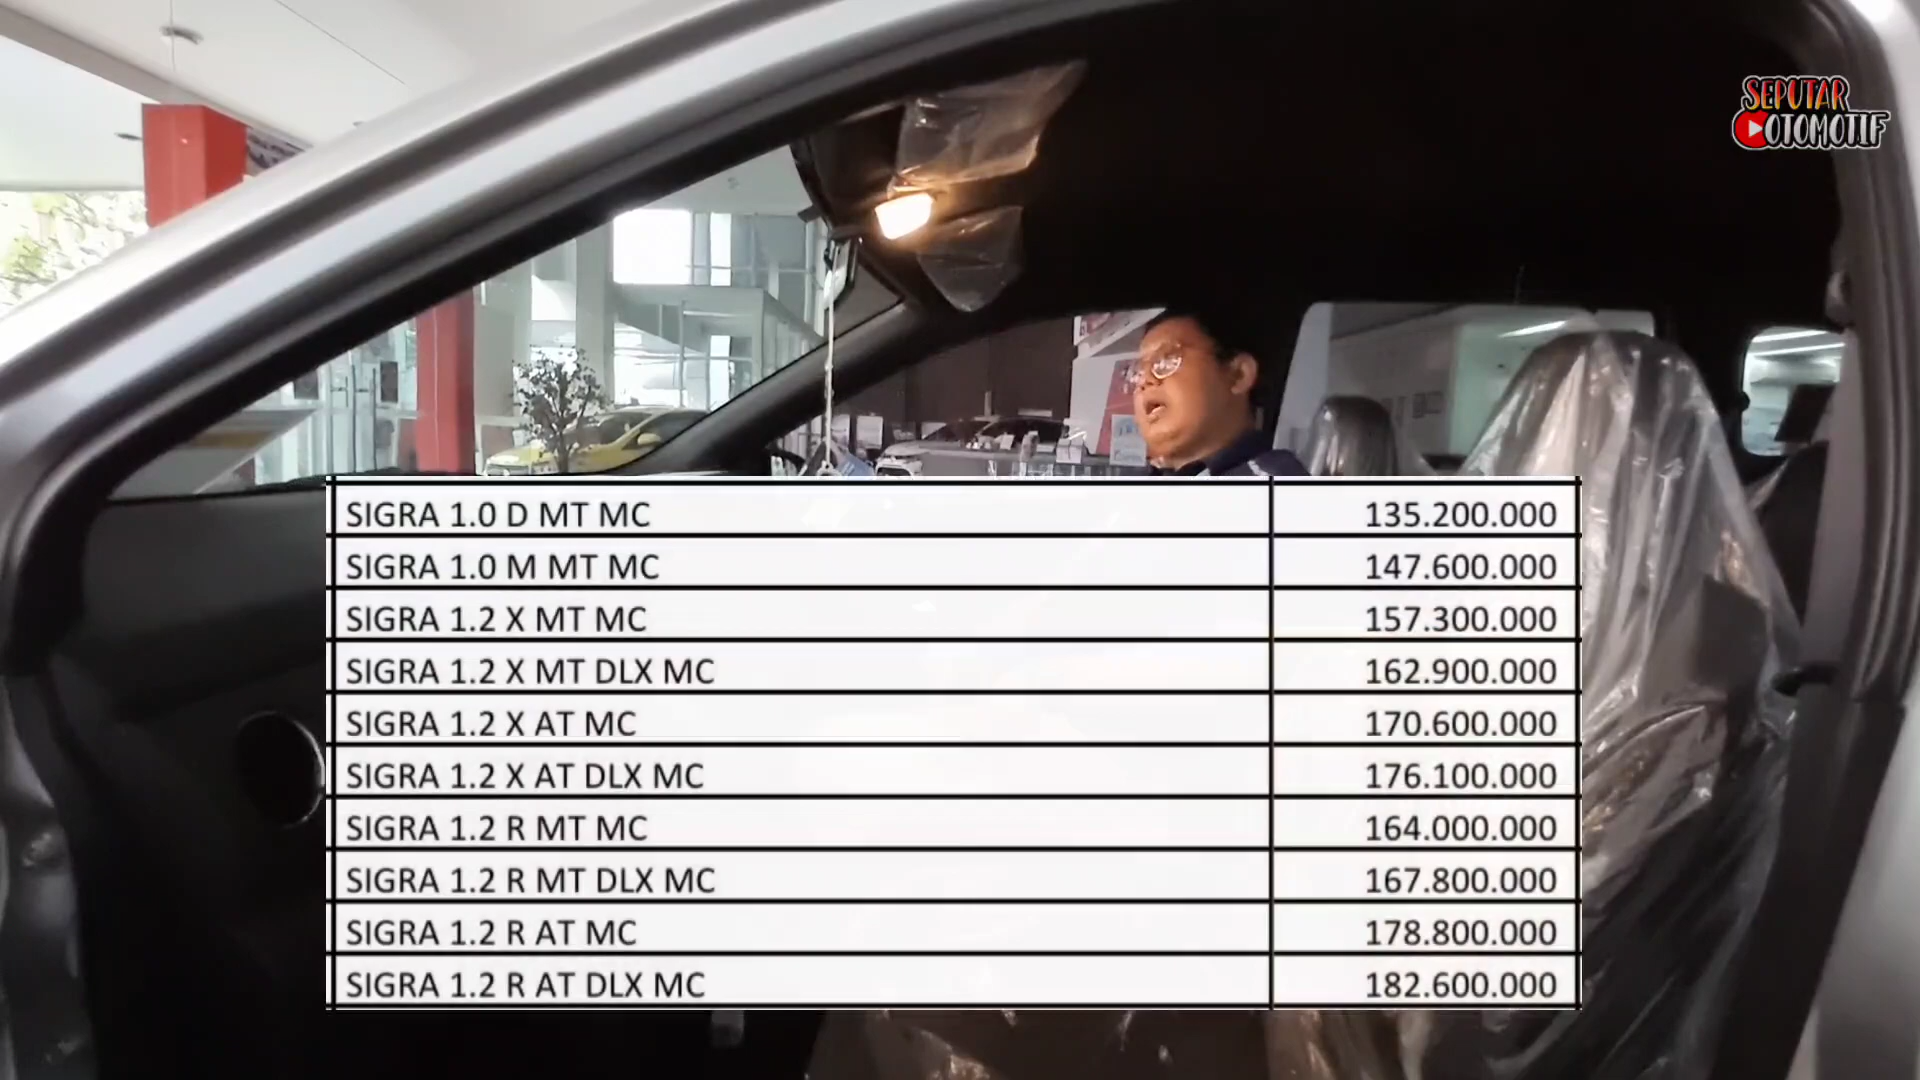 SEPUTAR
OTOMOTIF
SIGRA 1.0 D MT MC 135.200.000
SIGRA 1.0 M MT MC 147.600.000
SIGRA 1.2 X MT MC 157.300.000
SIGRA 1.2 X MT DLX MC 162.900.000
SIGRA 1.2 X AT MC 170.600.000
SIGRA 1.2 X AT DLX MC 176.100.000
SIGRA 1.2 R MT MC 164.000.000
SIGRA 1.2 R MT DLX MC 167.800.000
SIGRA 1.2 R AT MC 178.800.000
SIGRA 1.2 R AT DLX MC 182.600.000